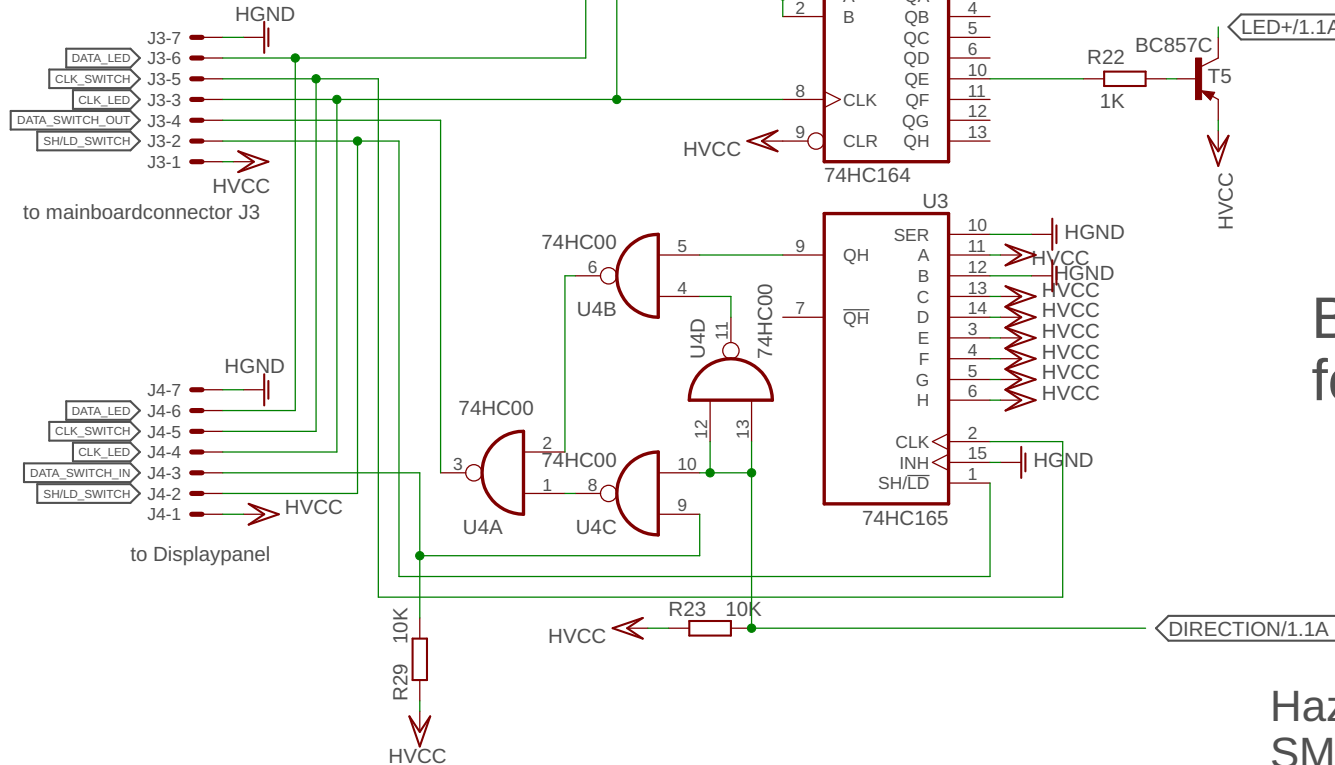 HGND
J3-7
DATA_LED J3-6
CLK_SWITCH J3-5
CLK_LED J3-3
DATA_SWITCH_OUT J3-4
SH/LD_SWITCH J3-2
J3-1
HVCC
to mainboardconnector J3
2 B QB 4
QC 5
QD 6
QE 10
8 CLK QF 11
QG 12
HVCC 9 CLR QH 13
74HC164
R22
1K
BC857C
T5
LED+/1.1A
HVCC
U3
SER 10 HGND
9 QH A 11 HVCC
B 12 HGND
C 13 HVCC
7 QH D 14 HVCC
E 3 HVCC
F 4 HVCC
G 5 HVCC
H 6 HVCC
CLK 2
INH 15 HGND
SH/LD 1
74HC165
74HC00
5
6
4
U4B
U4D
11
74HC00
12
13
HGND
J4-7
DATA_LED J4-6
CLK_SWITCH J4-5
CLK_LED J4-4
DATA_SWITCH_IN J4-3
SH/LD_SWITCH J4-2
J4-1 HVCC
to Displaypanel
74HC00
2
3
1
U4A
74HC00
10
8
9
U4C
R23 10K
HVCC
DIRECTION/1.1A
R29 10K
HVCC